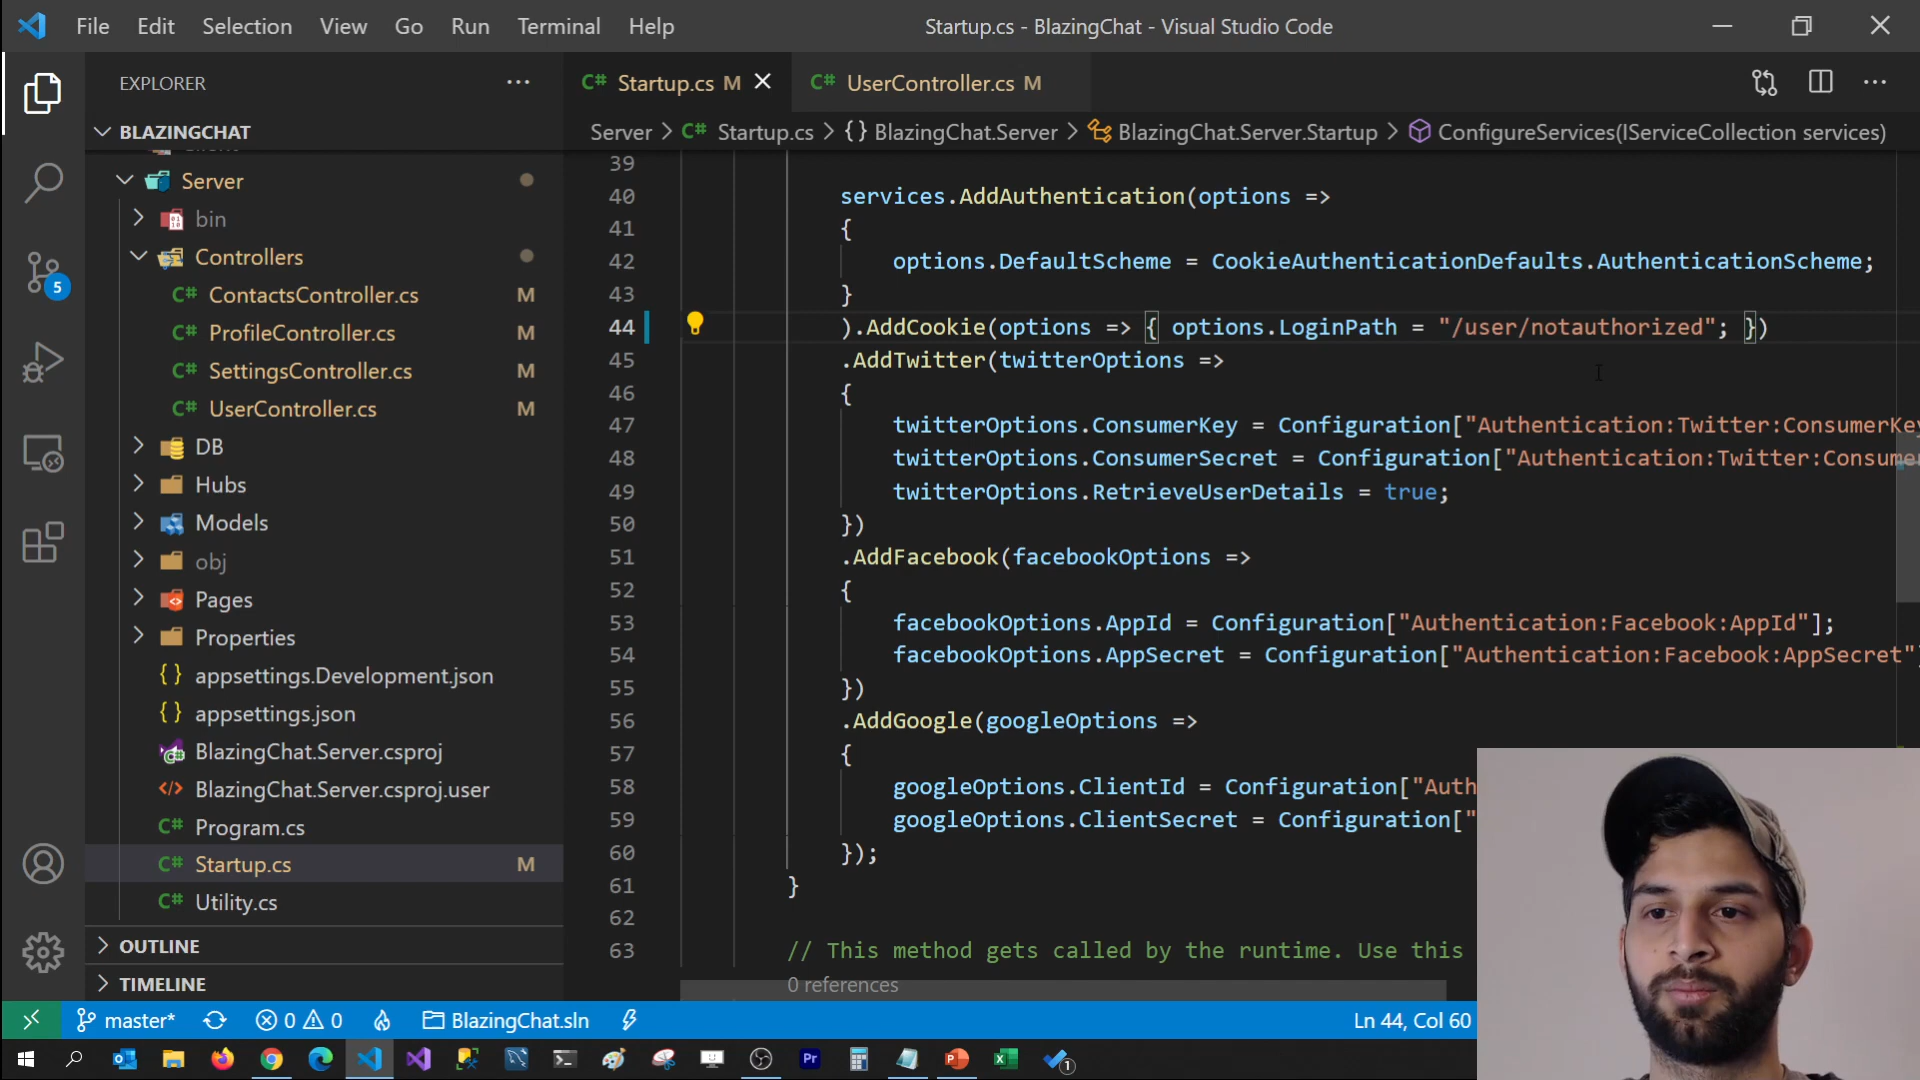 File Edit Selection View Go Run Terminal Help
Startup.cs - BlazingChat - Visual Studio Code
EXPLORER
BLAZINGCHAT
Server
bin
Controllers
C# ContactsController.cs M
C# ProfileController.cs M
C# SettingsController.cs M
C# UserController.cs M
DB
Hubs
Models
obj
Pages
Properties
{} appsettings.Development.json
{} appsettings.json
BlazingChat.Server.csproj
BlazingChat.Server.csproj.user
C# Program.cs
C# Startup.cs M
C# Utility.cs
OUTLINE
TIMELINE
5
C# Startup.cs M
C# UserController.cs M
Server > C# Startup.cs > {} BlazingChat.Server > BlazingChat.Server.Startup > ConfigureServices(IServiceCollection services)
39
40 services.AddAuthentication(options =>
41 {
42 options.DefaultScheme = CookieAuthenticationDefaults.AuthenticationScheme;
43 }
44 ).AddCookie(options => { options.LoginPath = "/user/notauthorized"; })
45 .AddTwitter(twitterOptions =>
46 {
47 twitterOptions.ConsumerKey = Configuration["Authentication:Twitter:ConsumerKey
48 twitterOptions.ConsumerSecret = Configuration["Authentication:Twitter:Consume
49 twitterOptions.RetrieveUserDetails = true;
50 })
51 .AddFacebook(facebookOptions =>
52 {
53 facebookOptions.AppId = Configuration["Authentication:Facebook:AppId"];
54 facebookOptions.AppSecret = Configuration["Authentication:Facebook:AppSecret"]
55 })
56 .AddGoogle(googleOptions =>
57 {
58 googleOptions.ClientId = Configuration["Auth
59 googleOptions.ClientSecret = Configuration["
60 });
61 }
62
63 // This method gets called by the runtime. Use this
0 references
master* 0 0 BlazingChat.sln
Ln 44, Col 60
Pr
1